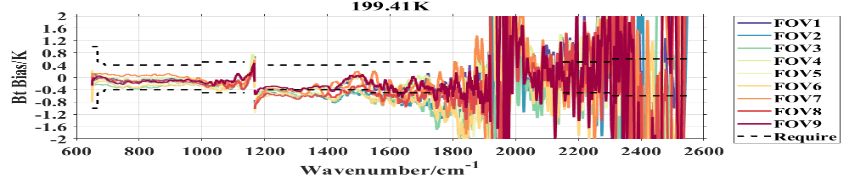 199.41K
Bt Bias/K
2
1.6
1.2
0.8
0.4
0
-0.4
-0.8
-1.2
-1.6
-2
600 800 1000 1200 1400 1600 1800 2000 2200 2400 2600
Wavenumber/cm-1
FOV1
FOV2
FOV3
FOV4
FOV5
FOV6
FOV7
FOV8
FOV9
Require